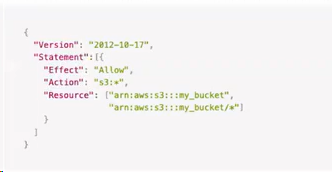 {
"Version": "2012-10-17",
"Statement":[{
"Effect": "Allow",
"Action": "s3:*",
"Resource": ["arn:aws:s3:::my_bucket",
"arn:aws:s3:::my_bucket/*"]
}
]
}